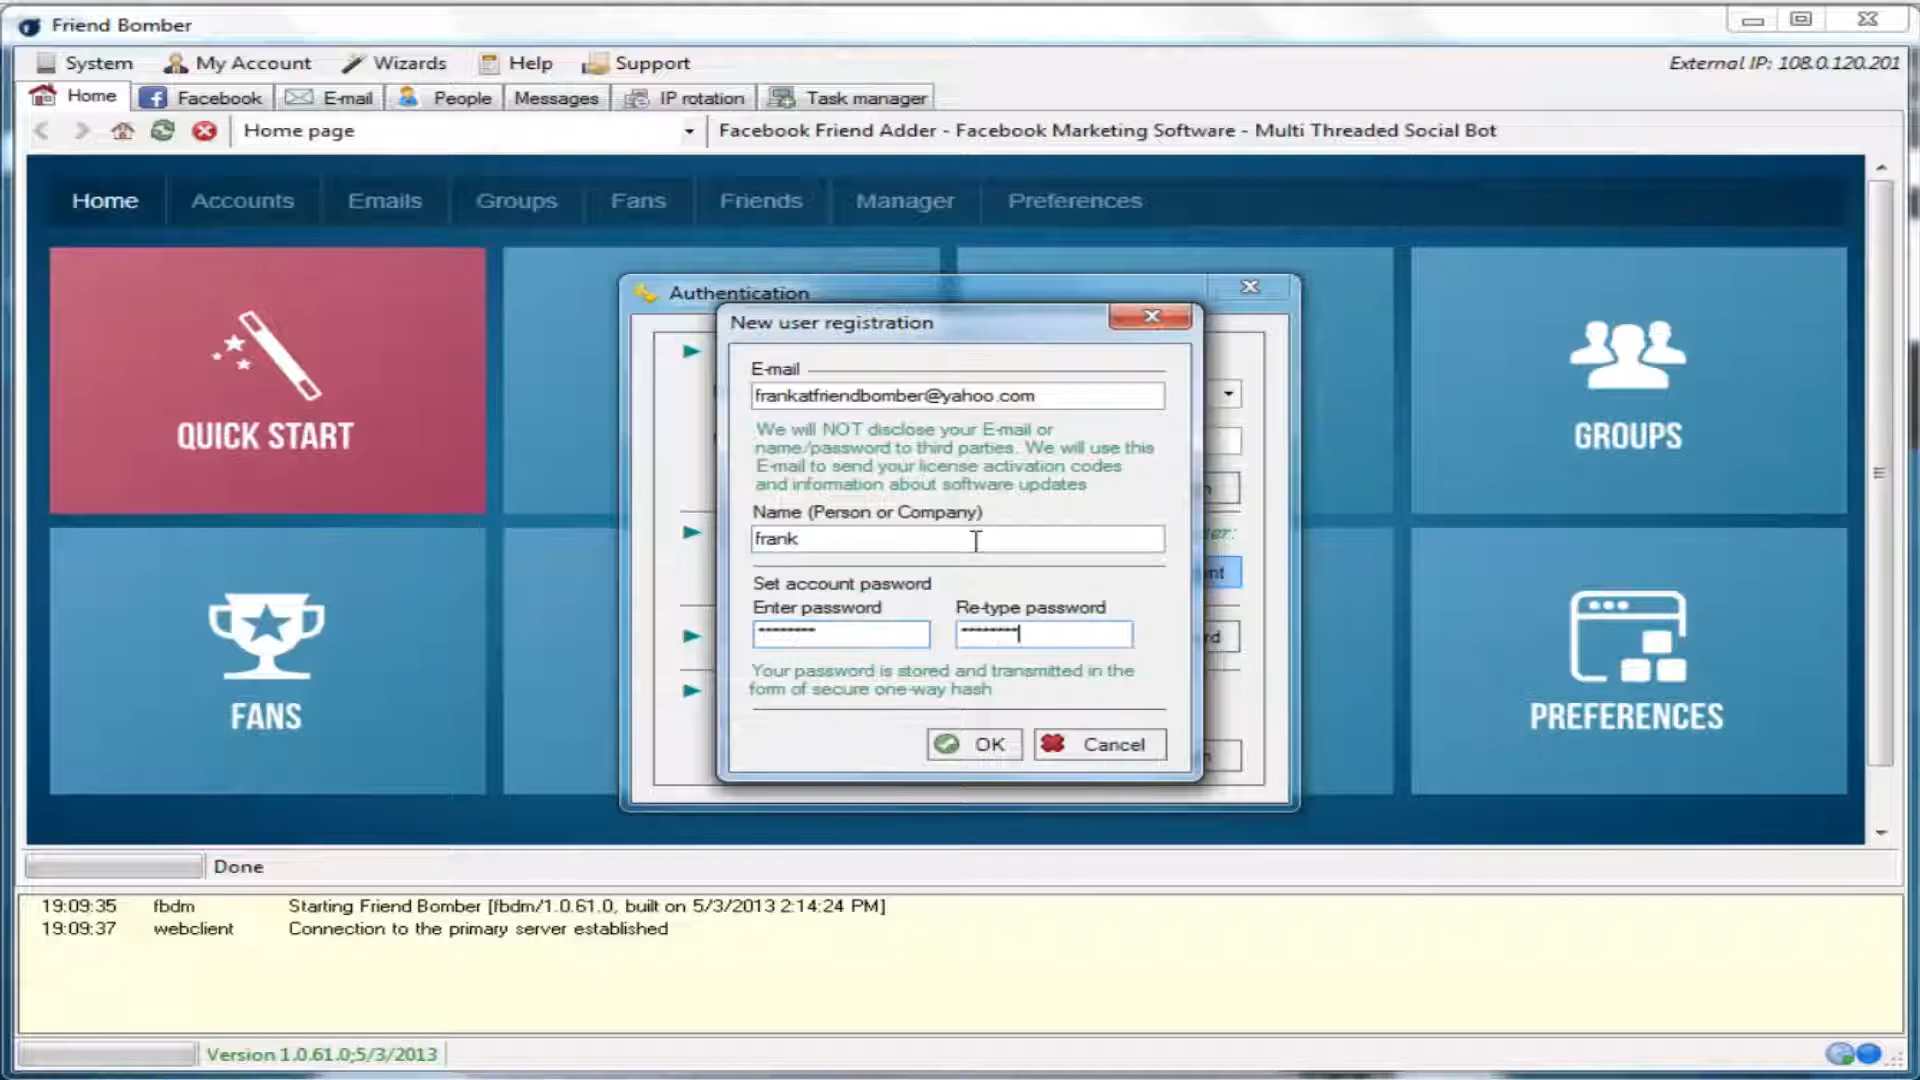 Friend Bomber
System My Account Wizards Help Support External IP: 108.0.120.201
Home Facebook E-mail People Messages IP rotation Task manager
Home page Facebook Friend Adder - Facebook Marketing Software - Multi Threaded Social Bot
Home Accounts Emails Groups Fans Friends Manager Preferences
QUICK START
GROUPS
FANS
PREFERENCES
Authentication
New user registration
E-mail
frankatfriendbomber@yahoo.com
We will NOT disclose your E-mail or
name/password to third parties. We will use this
E-mail to send your license activation codes
and information about software updates
Name (Person or Company)
frank
Set account pasword
Enter password Re-type password
******** ********
Your password is stored and transmitted in the
form of secure one-way hash
OK Cancel
Done
19:09:35 fbdm Starting Friend Bomber [fbdm/1.0.61.0, built on 5/3/2013 2:14:24 PM]
19:09:37 webclient Connection to the primary server established
Version 1.0.61.0;5/3/2013